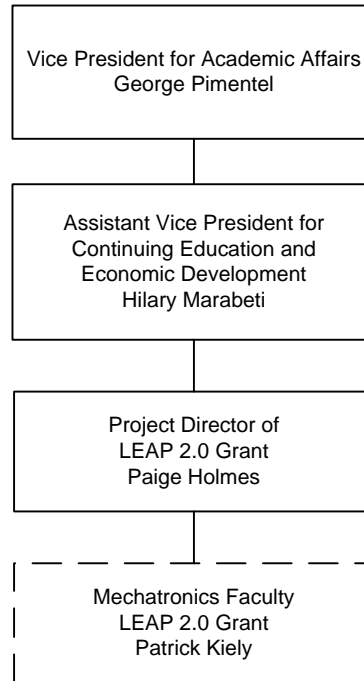 Vice President for Academic Affairs
George Pimentel
Assistant Vice President for
Continuing Education and
Economic Development
Hilary Marabeti
Project Director of
LEAP 2.0 Grant
Paige Holmes
Mechatronics Faculty
LEAP 2.0 Grant
Patrick Kiely